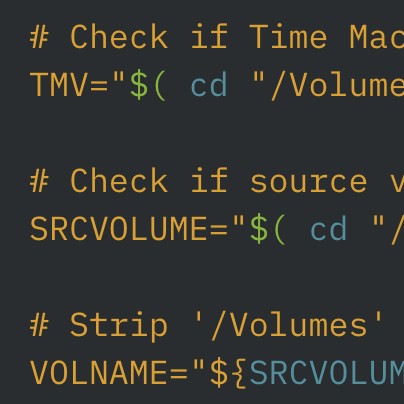 # Check if Time Mac
TMV="$( cd "/Volume
# Check if source v
SRCVOLUME="$( cd "/
# Strip '/Volumes'
VOLNAME="${SRCVOLUM